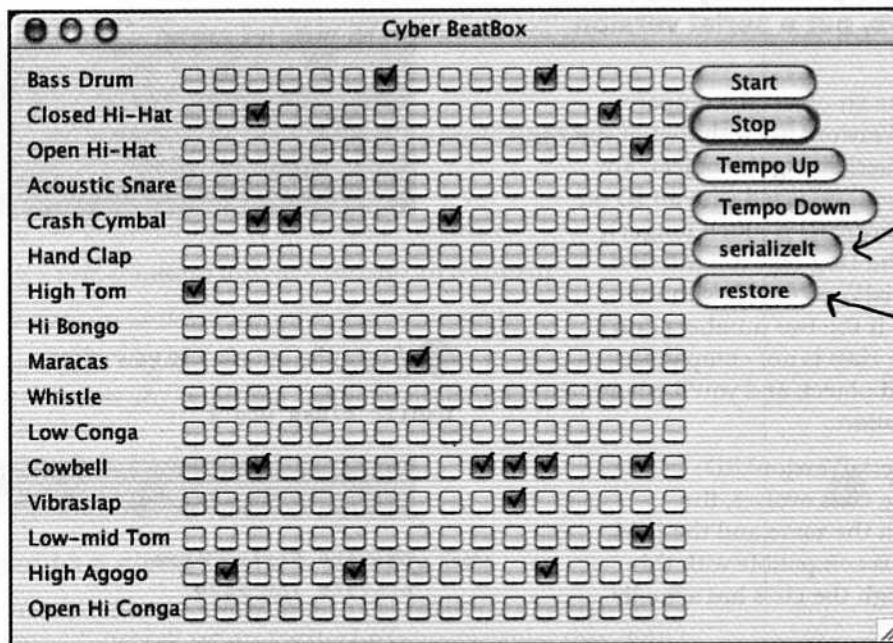 Cyber BeatBox
Bass Drum
Start
Closed Hi-Hat
Stop
Open Hi-Hat
Tempo Up
Acoustic Snare
Tempo Down
Crash Cymbal
Hand Clap
serializeIt
High Tom
restore
Hi Bongo
Maracas
Whistle
Low Conga
Cowbell
Vibraslap
Low-mid Tom
High Agogo
Open Hi Conga